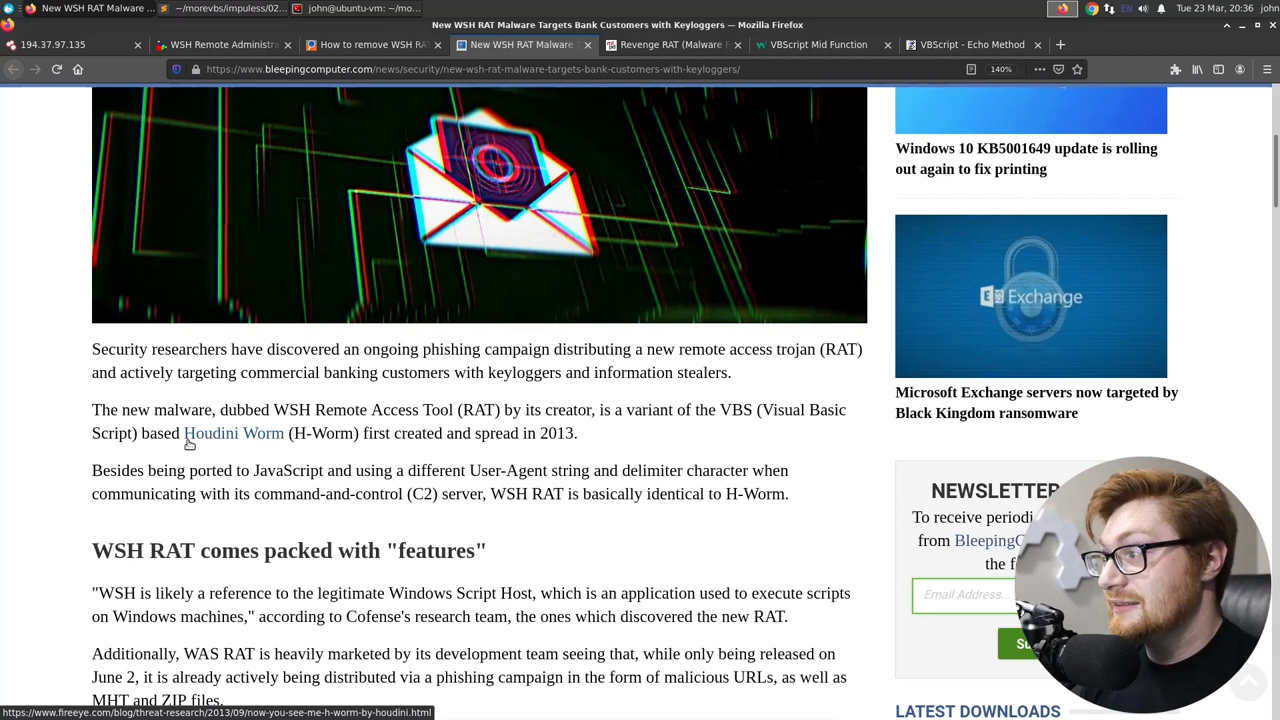 New WSH RAT Malware ...
~/morevbs/impuless/02...
john@ubuntu-vm: ~/mo...
EN
Tue 23 Mar, 20:36 john
New WSH RAT Malware Targets Bank Customers with Keyloggers — Mozilla Firefox
194.37.97.135
WSH Remote Administr
How to remove WSH RA
New WSH RAT Malware T
Revenge RAT (Malware F
VBScript Mid Function
VBScript - Echo Method
https://www.bleepingcomputer.com/news/security/new-wsh-rat-malware-targets-bank-customers-with-keyloggers/
140%
Security researchers have discovered an ongoing phishing campaign distributing a new remote access trojan (RAT)
and actively targeting commercial banking customers with keyloggers and information stealers.
The new malware, dubbed WSH Remote Access Tool (RAT) by its creator, is a variant of the VBS (Visual Basic
Script) based Houdini Worm (H-Worm) first created and spread in 2013.
Besides being ported to JavaScript and using a different User-Agent string and delimiter character when
communicating with its command-and-control (C2) server, WSH RAT is basically identical to H-Worm.
WSH RAT comes packed with "features"
"WSH is likely a reference to the legitimate Windows Script Host, which is an application used to execute scripts
on Windows machines," according to Cofense's research team, the ones which discovered the new RAT.
Additionally, WAS RAT is heavily marketed by its development team seeing that, while only being released on
June 2, it is already actively being distributed via a phishing campaign in the form of malicious URLs, as well as
MHT and ZIP files.
https://www.fireeye.com/blog/threat-research/2013/09/now-you-see-me-h-worm-by-houdini.html
Windows 10 KB5001649 update is rolling
out again to fix printing
Exchange
Microsoft Exchange servers now targeted by
Black Kingdom ransomware
NEWSLETTER
To receive periodi
from BleepingC
the f
Email Address...
LATEST DOWNLOADS